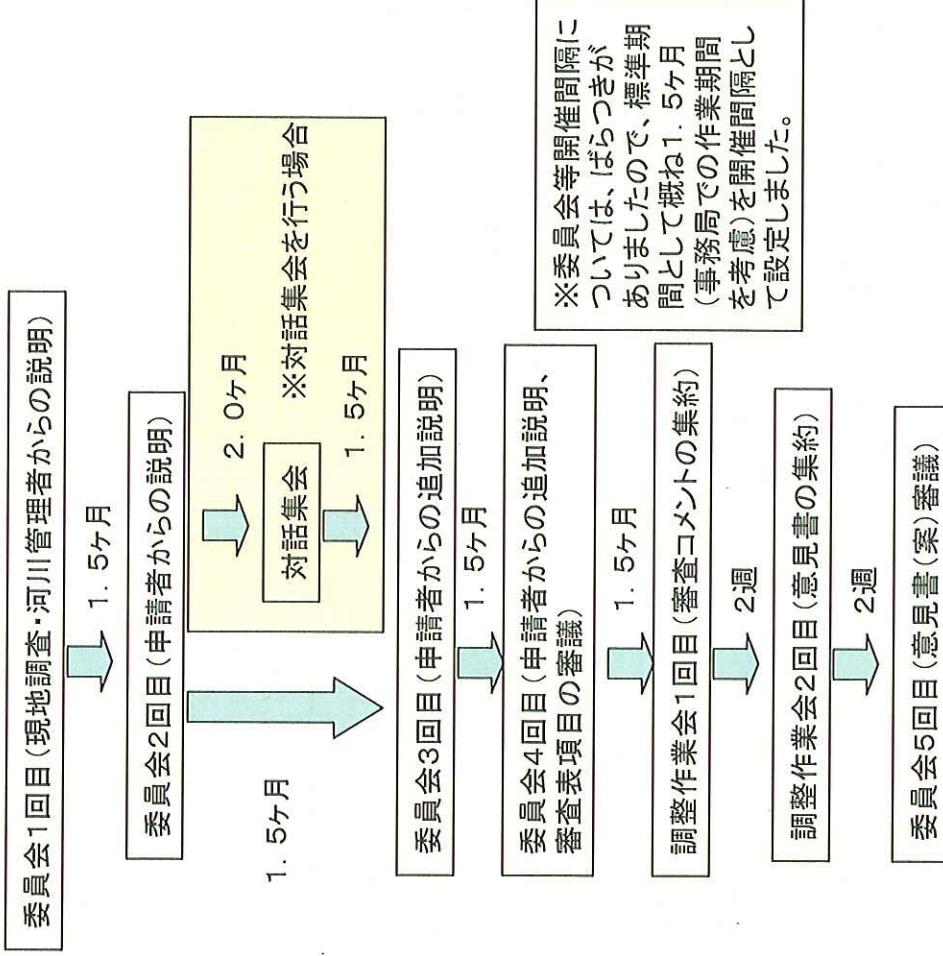 委員会1回目(現地調査・河川管理者からの説明)
1.5ヶ月
委員会2回目(申請者からの説明)
2.0ヶ月
対話集会
※対話集会を行う場合
1.5ヶ月
1.5ヶ月
委員会3回目(申請者からの追加説明)
1.5ヶ月
委員会4回目(申請者からの追加説明、
審査表項目の審議)
1.5ヶ月
調整作業会1回目(審査コメントの集約)
2週
調整作業会2回目(意見書の集約)
2週
委員会5回目(意見書(案)審議)
※委員会等開催間隔に
ついては、ばらつきが
ありましたので、標準期
間として概ね1.5ヶ月
(事務局での作業期間
を考慮)を開催間隔とし
て設定しました。